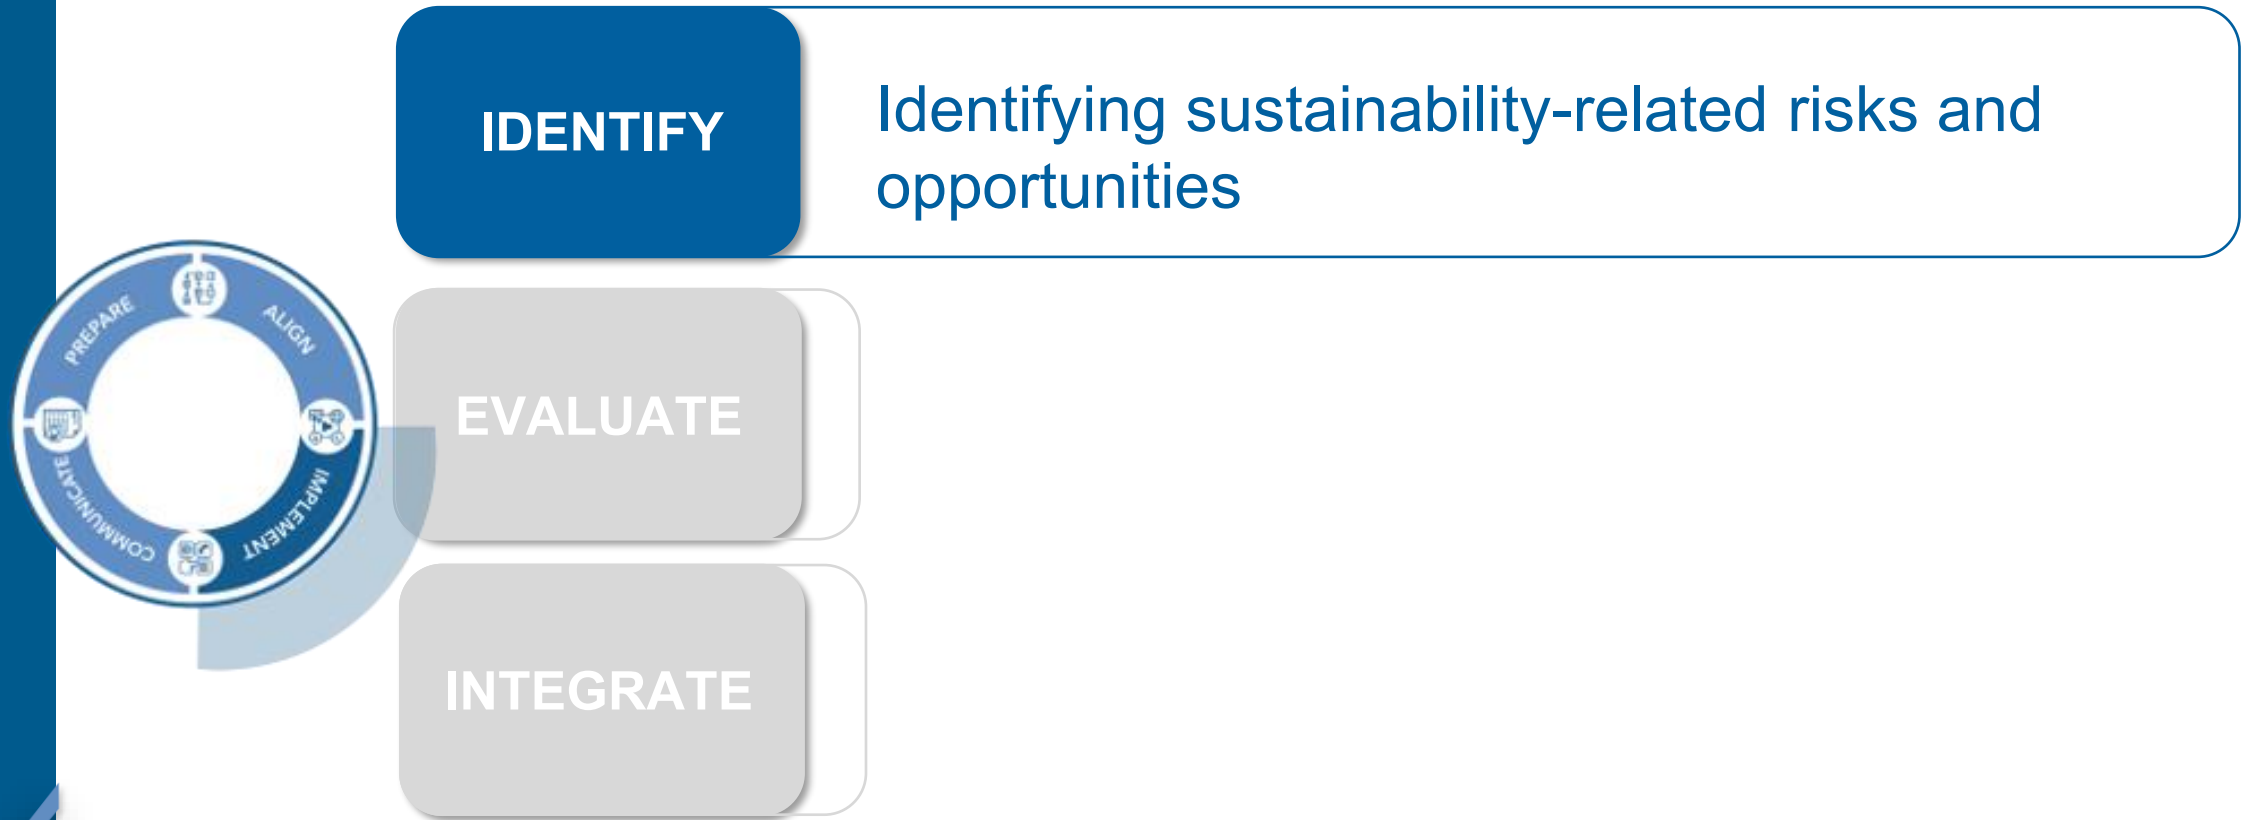 IDENTIFY
Identifying sustainability-related risks and
opportunities
PREPARE
ALIGN
IMPLEMENT
COMMUNICATE
EVALUATE
INTEGRATE